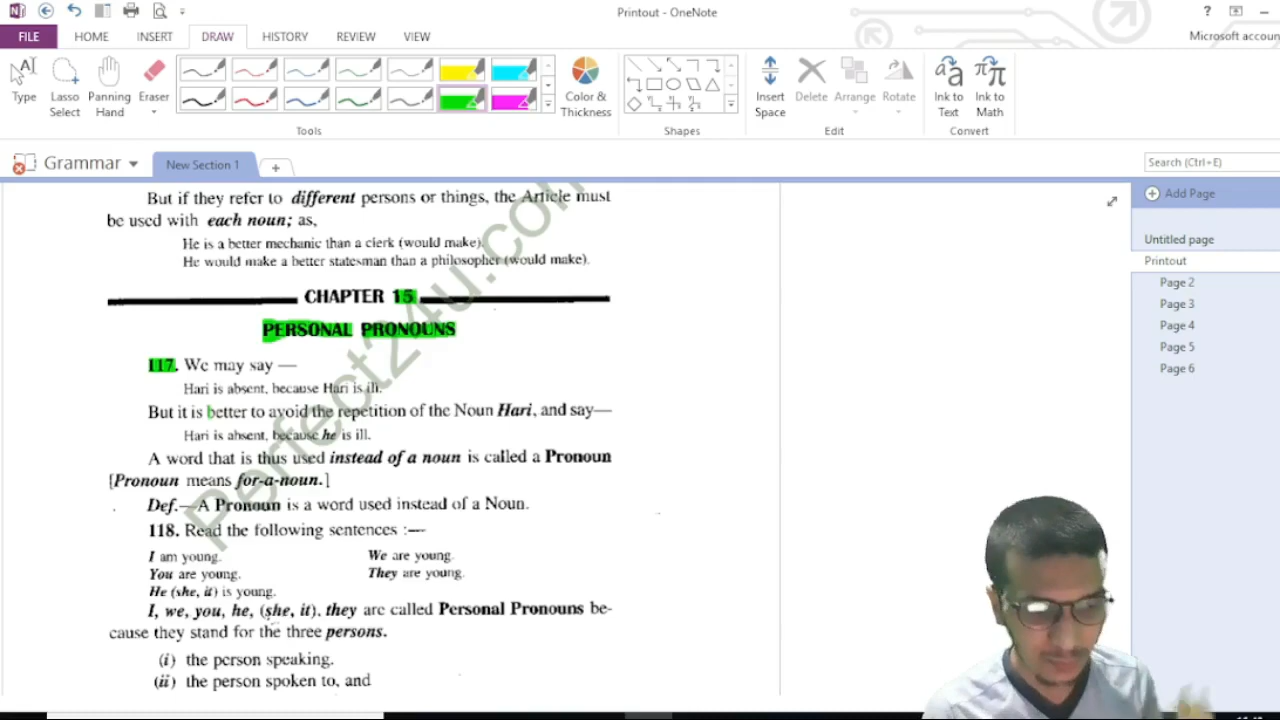 Printout - OneNote
?
FILE HOME INSERT DRAW HISTORY REVIEW VIEW
Microsoft accoun
Type Lasso Select Panning Hand Eraser Color & Thickness Insert Space Delete Arrange Rotate Ink to Text Ink to Math
Tools Shapes Edit Convert
Grammar New Section 1 +
Search (Ctrl+E)
Add Page
Untitled page
Printout
Page 2
Page 3
Page 4
Page 5
Page 6
But if they refer to different persons or things, the Article must
be used with each noun; as,
He is a better mechanic than a clerk (would make).
He would make a better statesman than a philosopher (would make).
CHAPTER 15
PERSONAL PRONOUNS
117. We may say —
Hari is absent, because Hari is ill.
But it is better to avoid the repetition of the Noun Hari, and say—
Hari is absent, because he is ill.
A word that is thus used instead of a noun is called a Pronoun
[Pronoun means for-a-noun.]
Def.—A Pronoun is a word used instead of a Noun.
118. Read the following sentences :—
I am young. We are young.
You are young. They are young.
He (she, it) is young.
I, we, you, he, (she, it), they are called Personal Pronouns be-
cause they stand for the three persons.
(i) the person speaking.
(ii) the person spoken to, and
Perfect24u.com